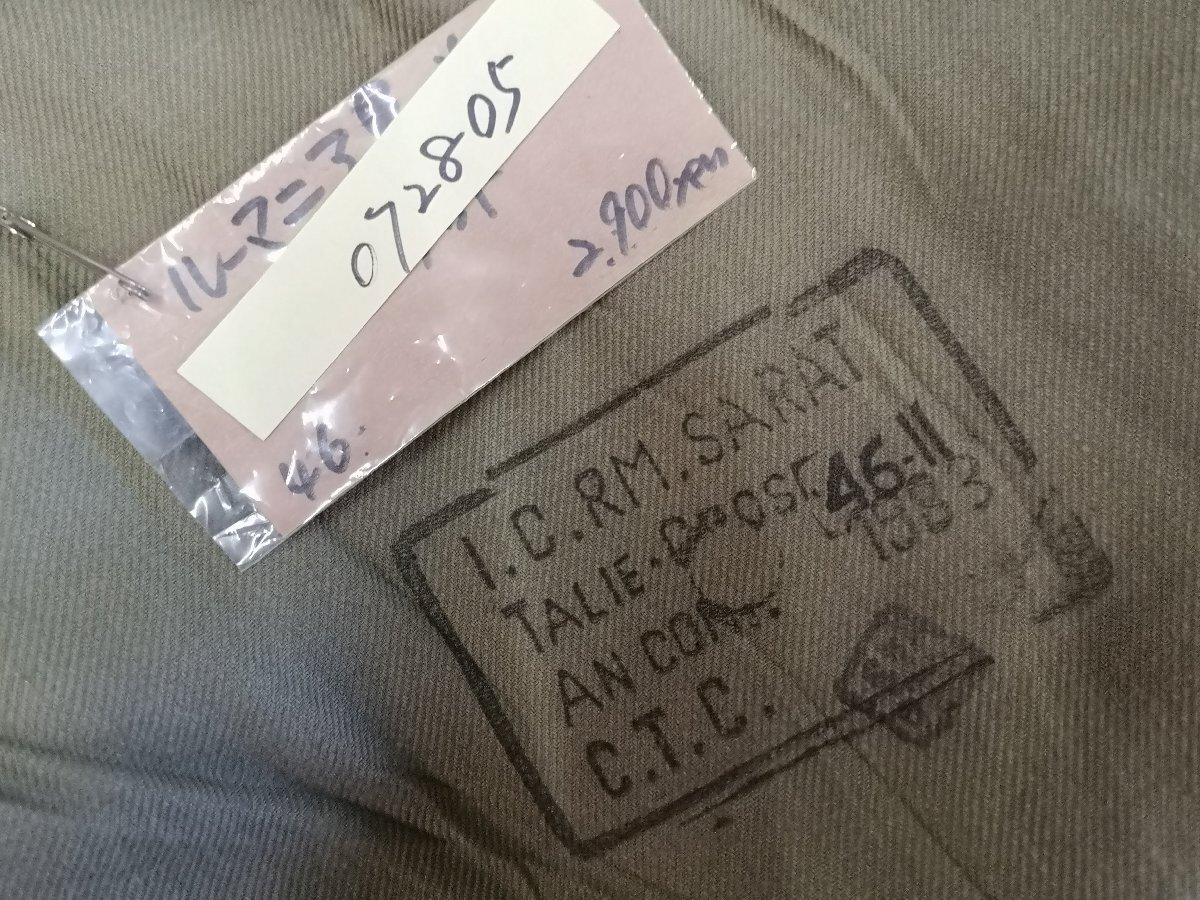 ルーマニア
072805
2.900
46.
I.C.RM.SARAT
TALIE. 46-II
AN CON
C.T.C.